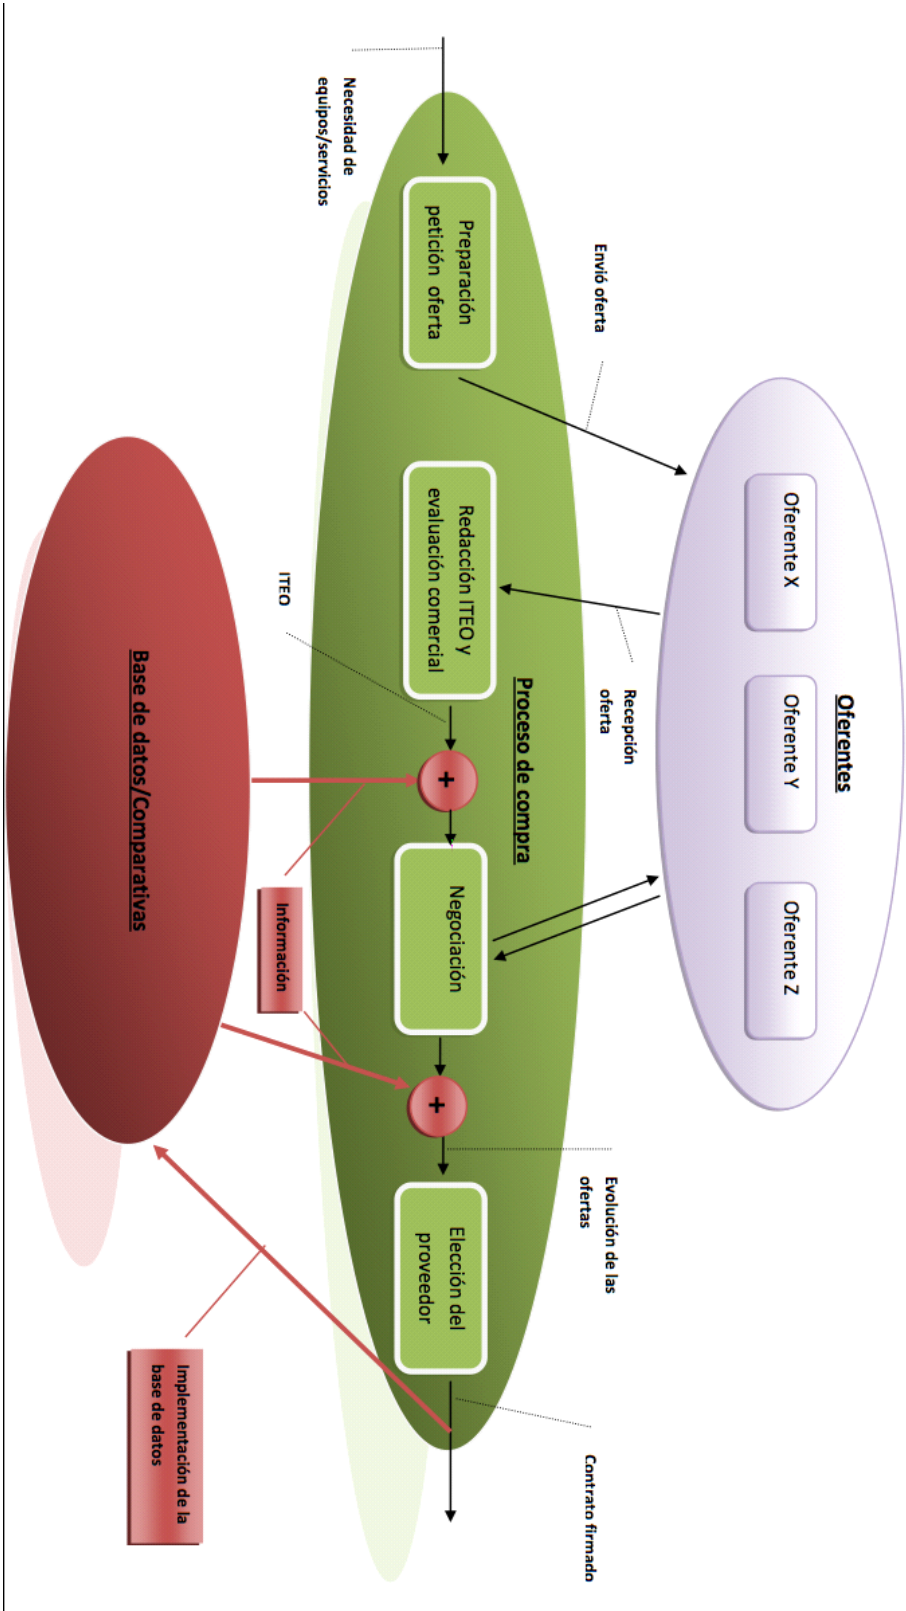 Oferentes
Oferente X
Oferente Y
Oferente Z
Envió oferta
Recepción
oferta
Evolución de las
ofertas
Contrato firmado
Proceso de compra
Preparación
petición oferta
Redacción ITEO y
evaluación comercial
+
Negociación
+
Elección del
proveedor
Necesidad de
equipos/servicios
ITEO
Información
Implementación de la
base de datos
Base de datos/Comparativas